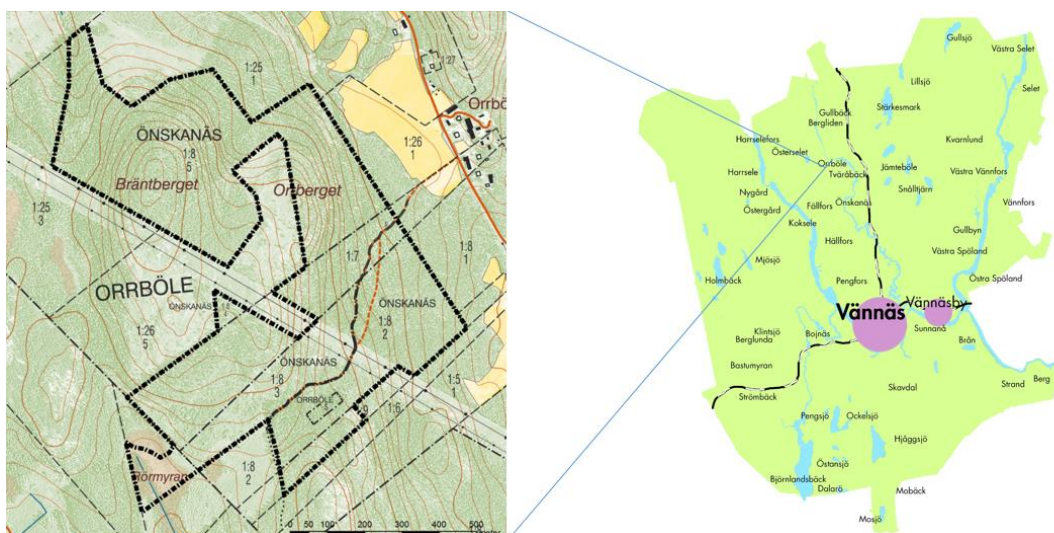 1:25
1
1:27
Orrbö
ÖNSKANÄS
1:8
5
1:26
1
Bräntberget
Orrberget
1:25
3
1:7
1:8
1
ORRBÖLE
ÖNSKANÄS
ÖNSKANÄS
1:8
2
1:26
5
ÖNSKANÄS
1:8
3
1:5
1
ORRBÖLE
1:6
1:8
2
Rörmyran
0 50 100 200 300 400 500
Gullsjö
Västra Selet
Lillsjö
Selet
Stärkesmark
Gullbäck
Bergliden
Harrselefors
Kvarnlund
Österselet
Orrböle
Jämteböle
Harrsele
Tväråbäck
Västra Vännfors
Snålltjärn
Nygård
Vännfors
Östergård
Fällfors
Önskanäs
Koksele
Gullbyn
Hällfors
Västra Spöland
Mjösjö
Holmbäck
Pengfors
Östra Spöland
Vännäs
Vännäsby
Klintsjö
Bojnäs
Sunnanå
Berglunda
Brån
Bastumyran
Skavdal
Strand
Berg
Strömbäck
Pengsjö
Ockelsjö
Hjåggsjö
Östansjö
Björnlandsbäck
Dalarö
Mobäck
Mosjö